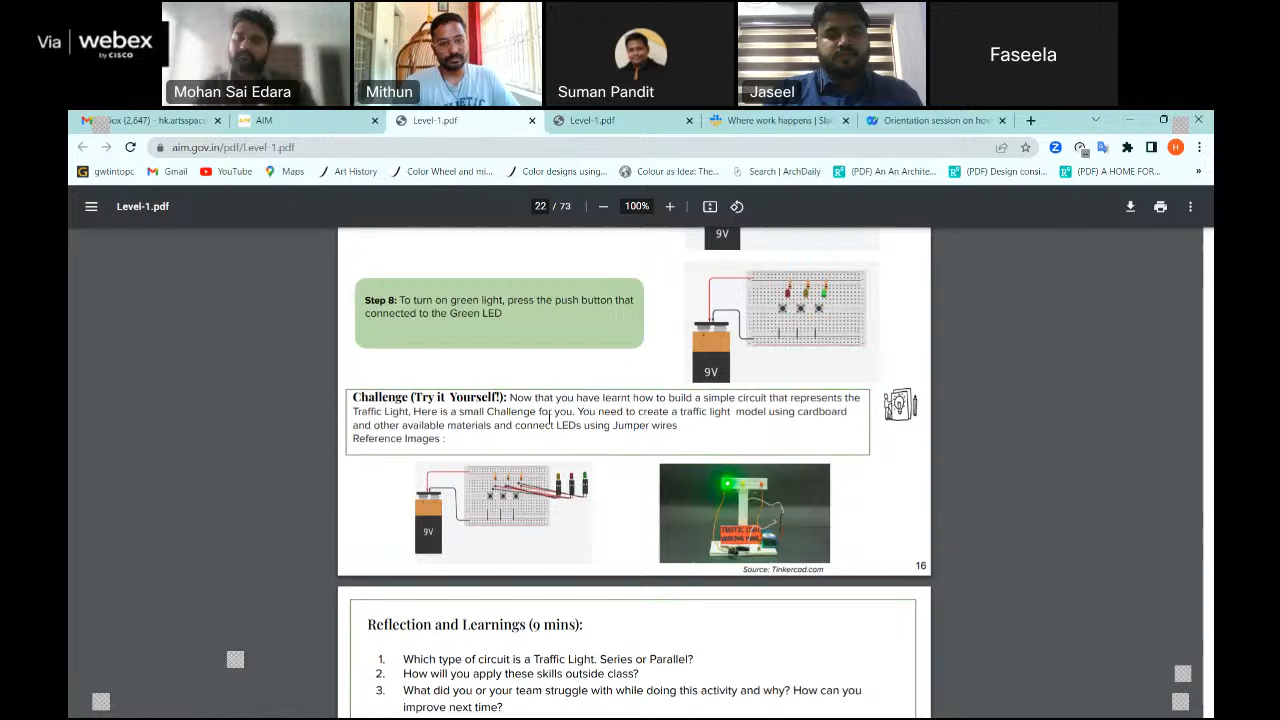 Via webex
by CISCO
Mohan Sai Edara
Mithun
Suman Pandit
Jaseel
Faseela
ox (2,647) - hk.artsspace
AIM
Level-1.pdf
Level-1.pdf
Where work happens | Sla
Orientation session on how
aim.gov.in/pdf/Level-1.pdf
H
gwtintopc
Gmail
YouTube
Maps
Art History
Color Wheel and mi...
Color designs using...
Colour as Idea: The...
Search | ArchDaily
(PDF) An An Archite...
(PDF) Design consi...
(PDF) A HOME FOR...
»
Level-1.pdf
22 / 73
100%
9V
Step 8: To turn on green light, press the push button that
connected to the Green LED
9V
Challenge (Try it Yourself!): Now that you have learnt how to build a simple circuit that represents the
Traffic Light, Here is a small Challenge for you. You need to create a traffic light model using cardboard
and other available materials and connect LEDs using Jumper wires
Reference Images :
9V
Source: Tinkercad.com
16
Reflection and Learnings (9 mins):
1. Which type of circuit is a Traffic Light. Series or Parallel?
2. How will you apply these skills outside class?
3. What did you or your team struggle with while doing this activity and why? How can you
improve next time?